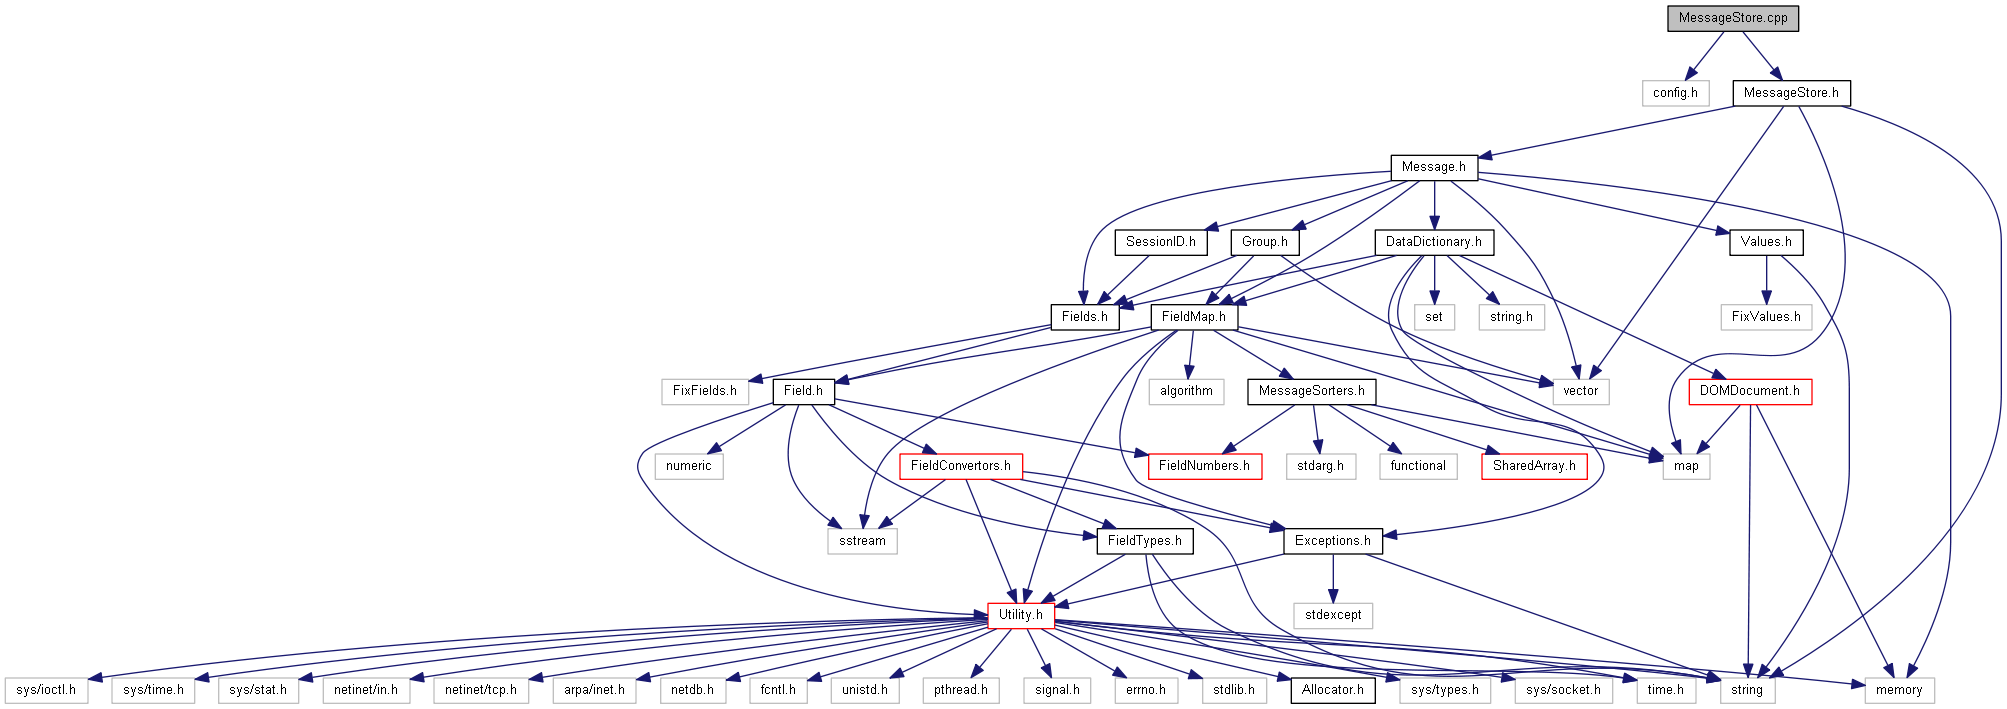 MessageStore.cpp
config.h
MessageStore.h
Message.h
SessionID.h
Group.h
DataDictionary.h
Values.h
Fields.h
FieldMap.h
set
string.h
FixValues.h
FixFields.h
Field.h
algorithm
MessageSorters.h
vector
DOMDocument.h
numeric
FieldConvertors.h
FieldNumbers.h
stdarg.h
functional
SharedArray.h
map
sstream
FieldTypes.h
Exceptions.h
Utility.h
stdexcept
sys/ioctl.h
sys/time.h
sys/stat.h
netinet/in.h
netinet/tcp.h
arpa/inet.h
netdb.h
fcntl.h
unistd.h
pthread.h
signal.h
errno.h
stdlib.h
Allocator.h
sys/types.h
sys/socket.h
time.h
string
memory